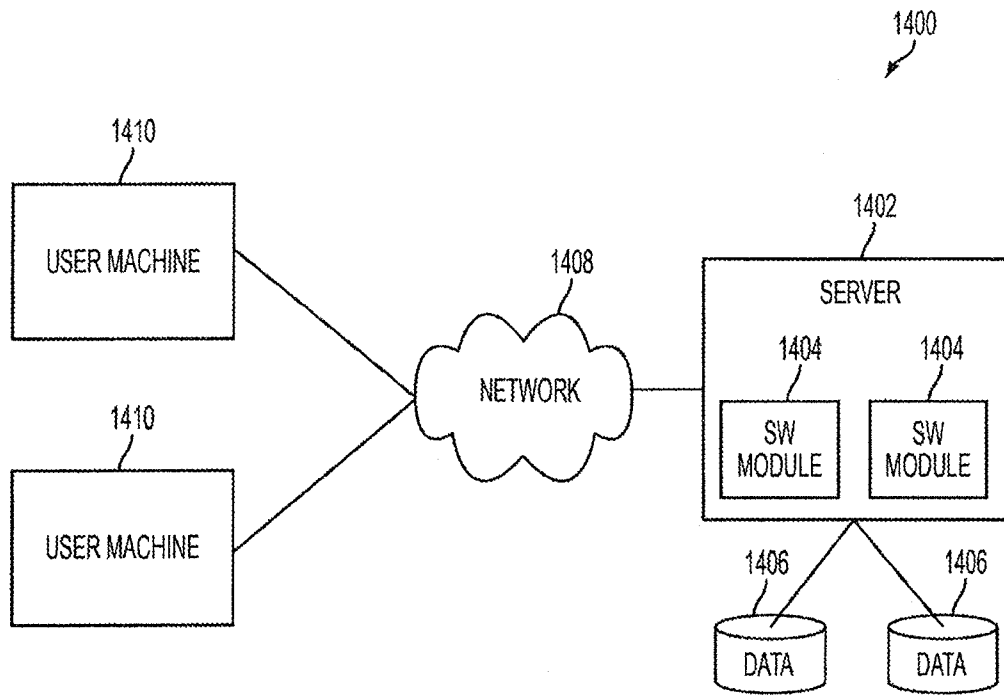 1400
1410
USER MACHINE
1402
SERVER
1408
NETWORK
1404
1404
SW
MODULE
SW
MODULE
1410
USER MACHINE
1406
1406
DATA
DATA